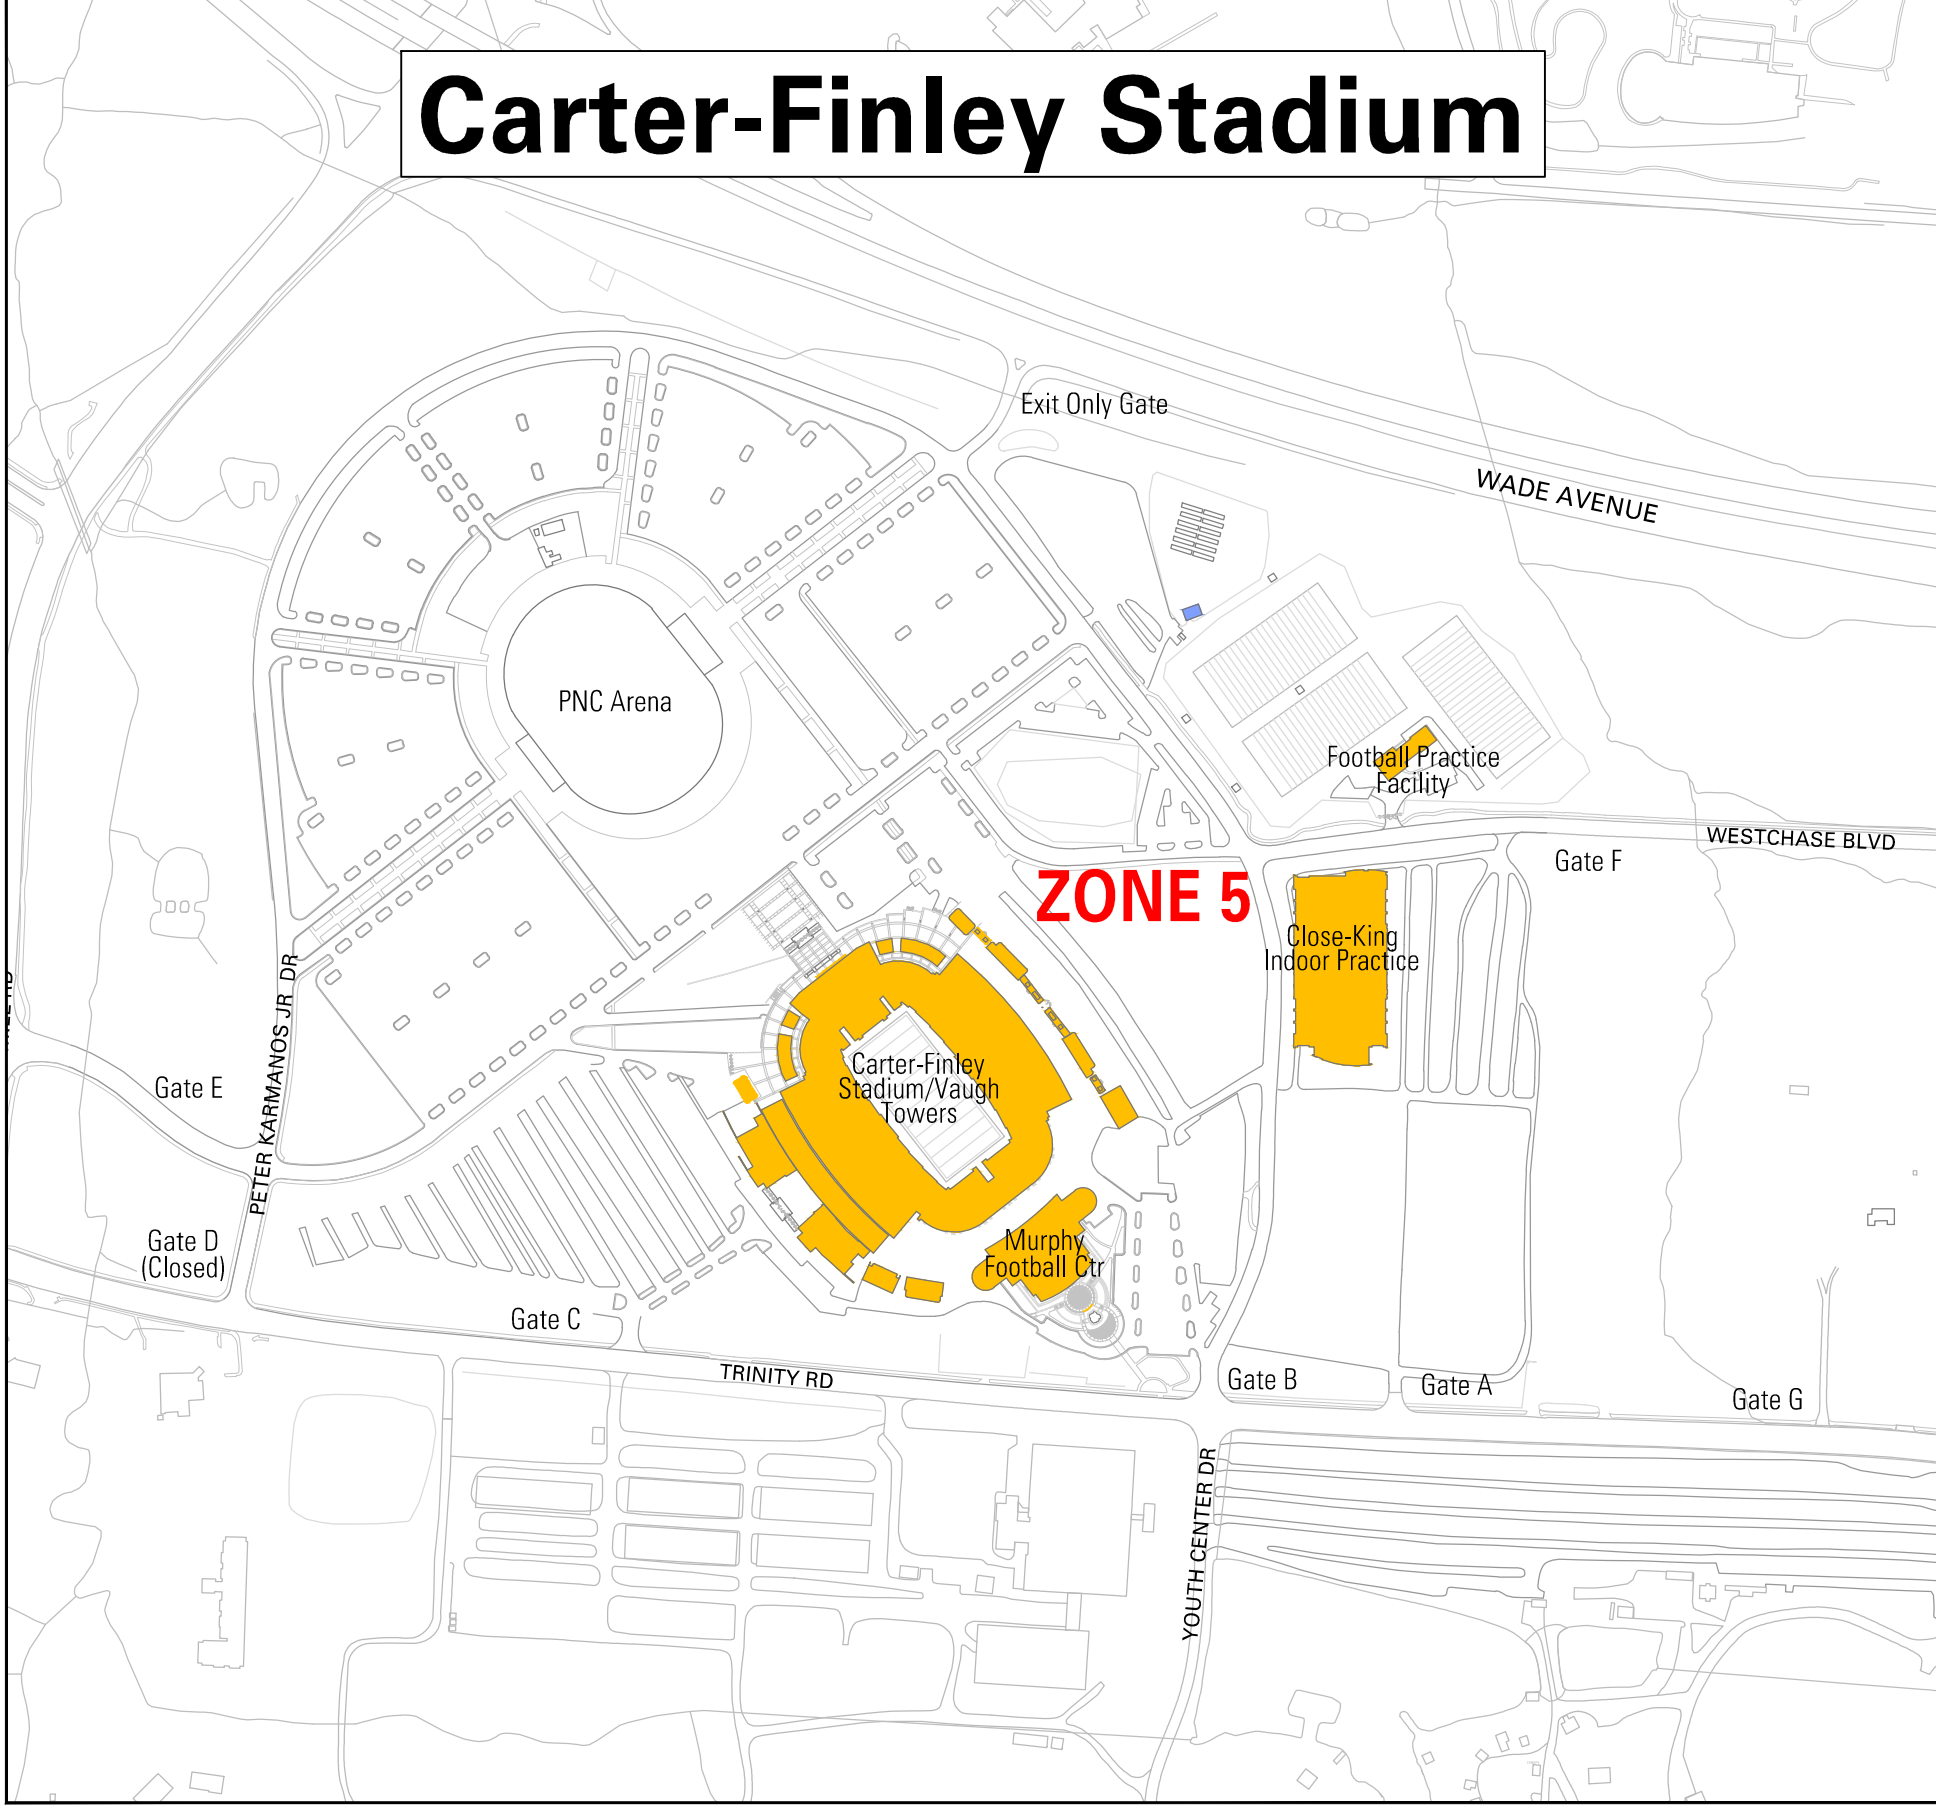 Carter-Finley Stadium
Exit Only Gate
WADE AVENUE
PNC Arena
Football Practice
Facility
WESTCHASE BLVD
Gate F
ZONE 5
Close-King
Indoor Practice
Carter-Finley
Stadium/Vaugh
Towers
Gate E
PETER KARMANOS JR DR
Gate D
(Closed)
Murphy
Football Ctr
Gate C
TRINITY RD
Gate B
Gate A
Gate G
YOUTH CENTER DR